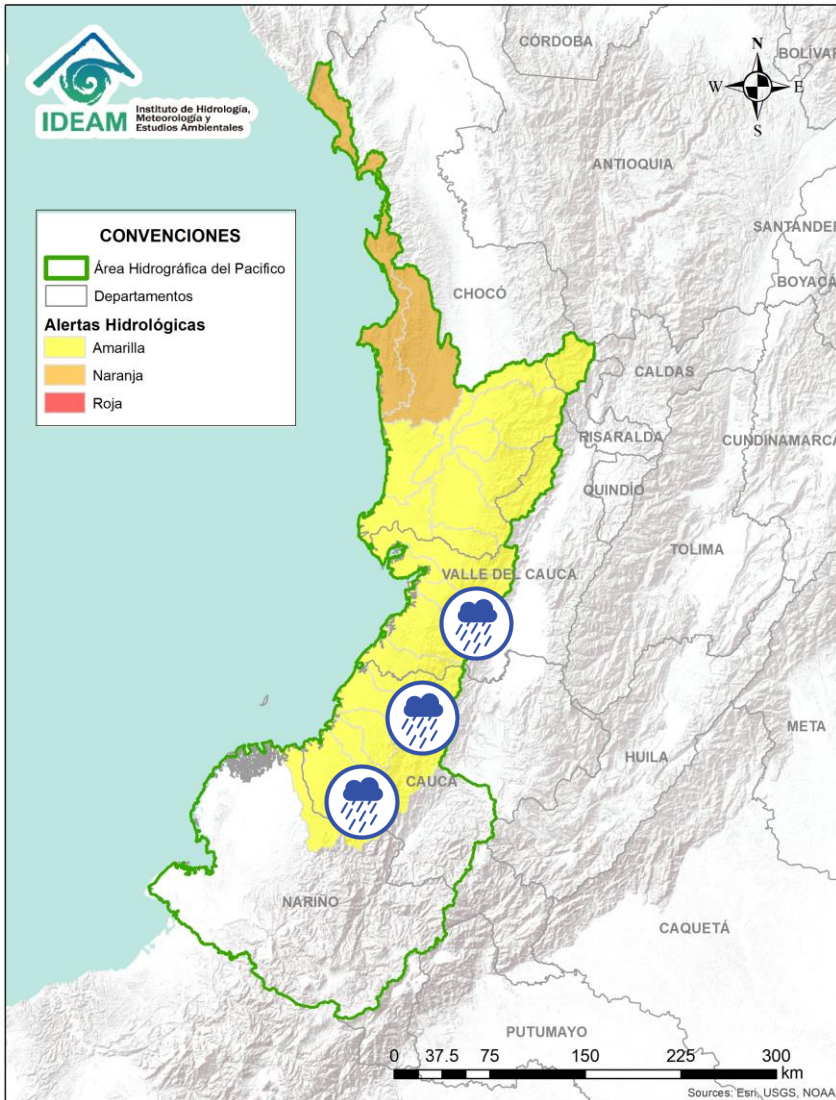 IDEAM
Instituto de Hidrología,
Meteorología y
Estudios Ambientales
CÓRDOBA
BOLÍVAR
N
W
E
S
ANTIOQUIA
SANTANDER
BOYACÁ
CONVENCIONES
Área Hidrográfica del Pacifico
Departamentos
Alertas Hidrológicas
Amarilla
Naranja
Roja
CHOCÓ
CALDAS
RISARALDA
CUNDINAMARCA
QUINDÍO
TOLIMA
VALLE DEL CAUCA
META
HUILA
CAUCA
NARIÑO
CAQUETÁ
PUTUMAYO
0 37.5 75 150 225 300
km
Sources: Esri, USGS, NOAA